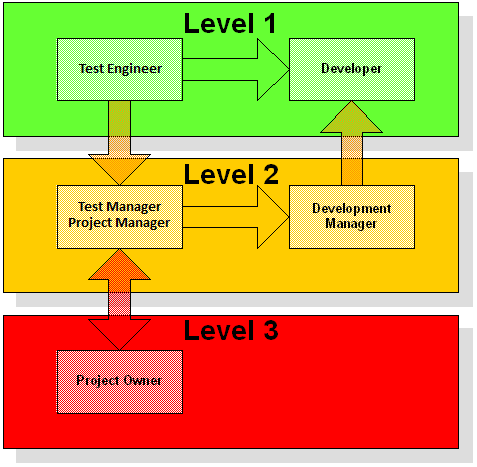 Level 1
Test Engineer
Developer
Level 2
Test Manager
Project Manager
Development
Manager
Level 3
Project Owner